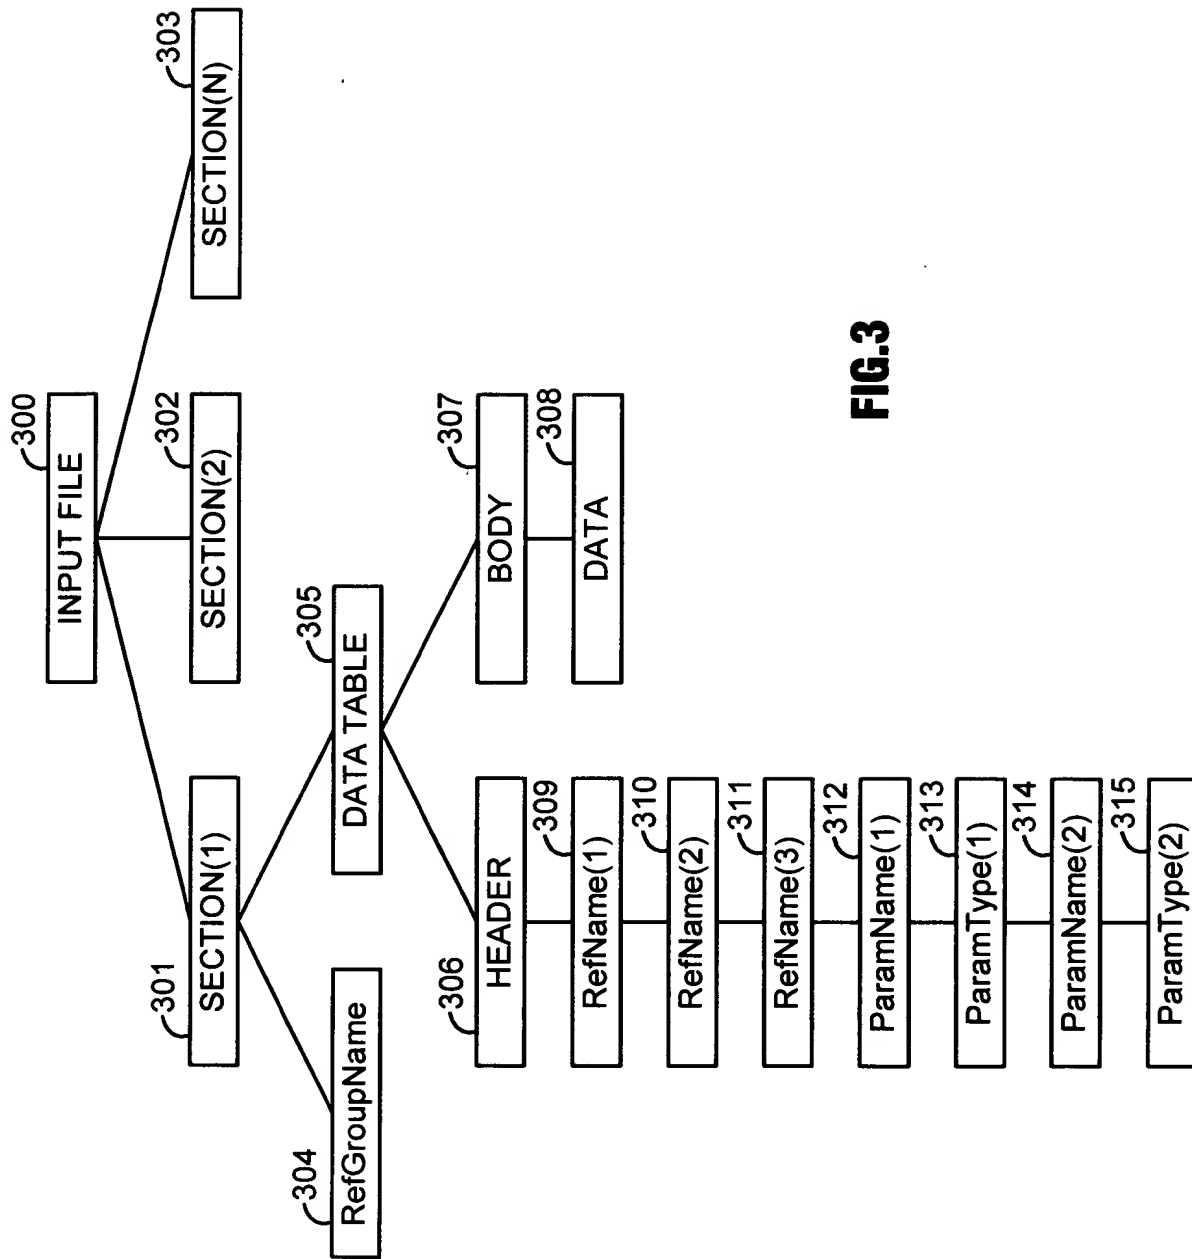 300
INPUT FILE
301
SECTION(1)
302
SECTION(2)
303
SECTION(N)
304
RefGroupName
305
DATA TABLE
306
HEADER
307
BODY
309
RefName(1)
308
DATA
310
RefName(2)
311
RefName(3)
312
ParamName(1)
313
ParamType(1)
314
ParamName(2)
315
ParamType(2)
FIG.3